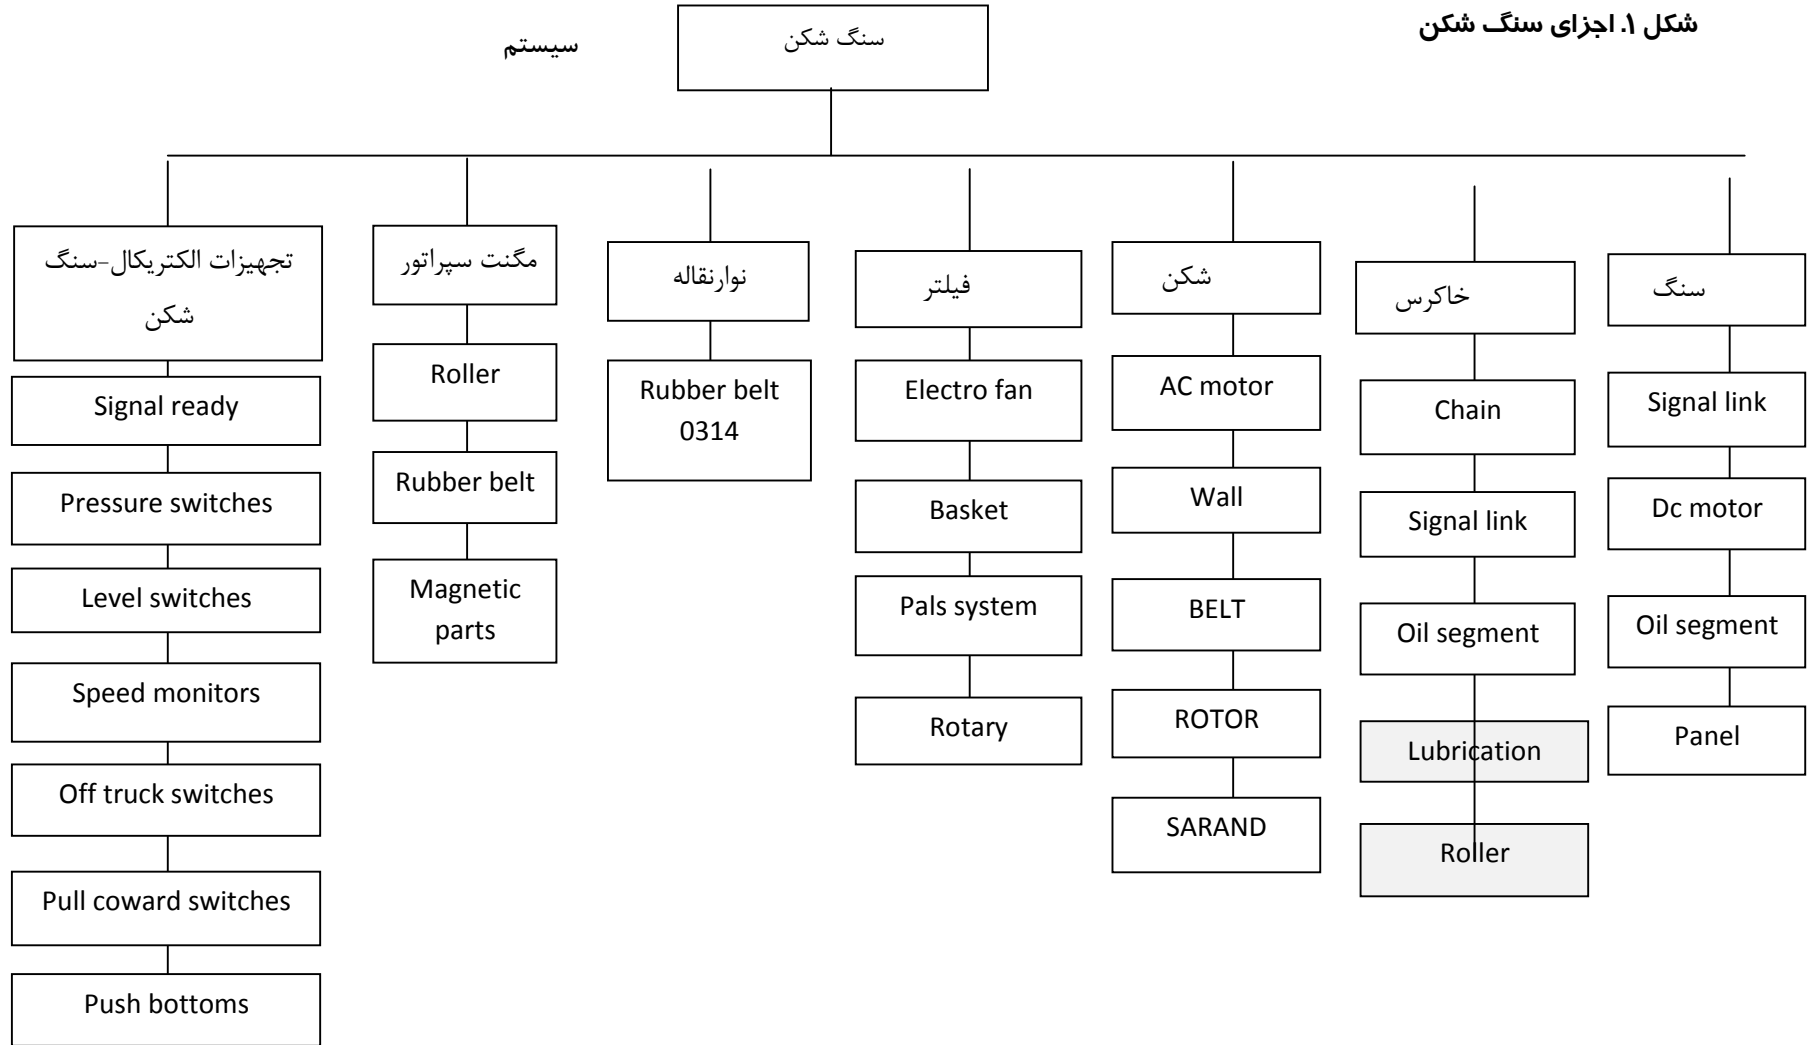 شکل ۱. اجزای سنگ شکن
سیستم
سنگ شکن
تجهیزات الکتریکال-سنگ
شکن
Signal ready
Pressure switches
Level switches
Speed monitors
Off truck switches
Pull coward switches
Push bottoms
مگنت سپراتور
Roller
Rubber belt
Magnetic
parts
نوارنقاله
Rubber belt
0314
فیلتر
Electro fan
Basket
Pals system
Rotary
شکن
AC motor
Wall
BELT
ROTOR
SARAND
خاکرس
Chain
Signal link
Oil segment
Lubrication
Roller
سنگ
Signal link
Dc motor
Oil segment
Panel